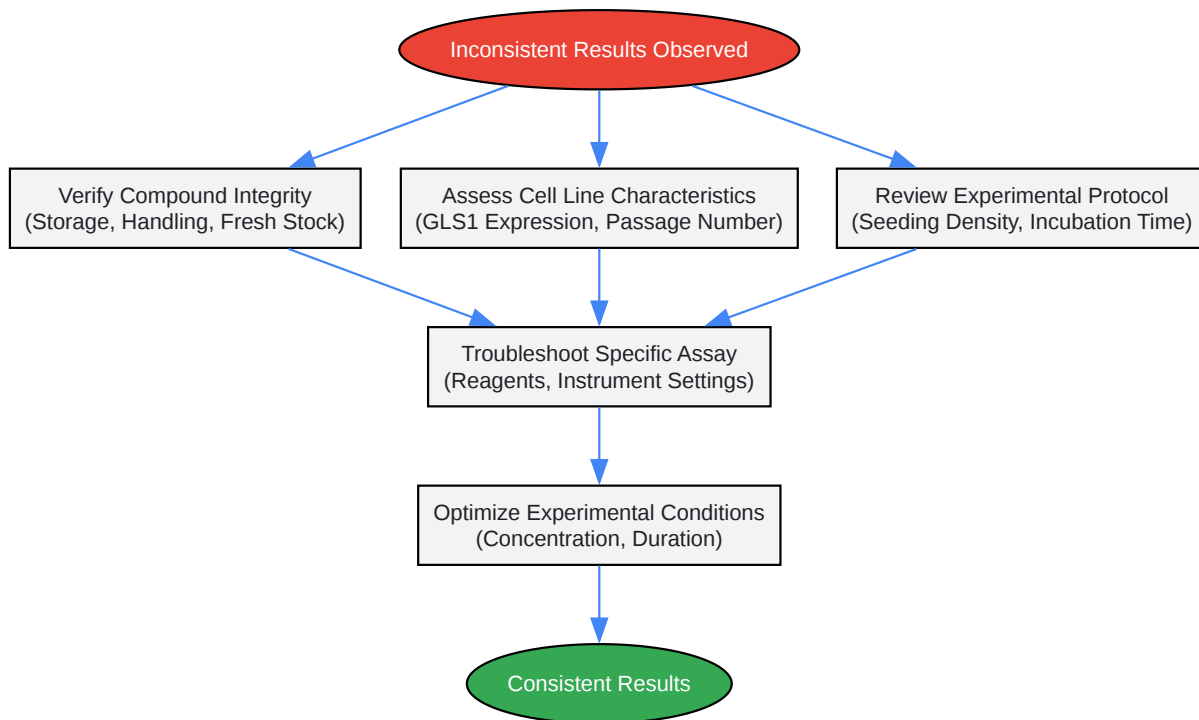 Inconsistent Results Observed
Verify Compound Integrity
(Storage, Handling, Fresh Stock)
Assess Cell Line Characteristics
(GLS1 Expression, Passage Number)
Review Experimental Protocol
(Seeding Density, Incubation Time)
Troubleshoot Specific Assay
(Reagents, Instrument Settings)
Optimize Experimental Conditions
(Concentration, Duration)
Consistent Results